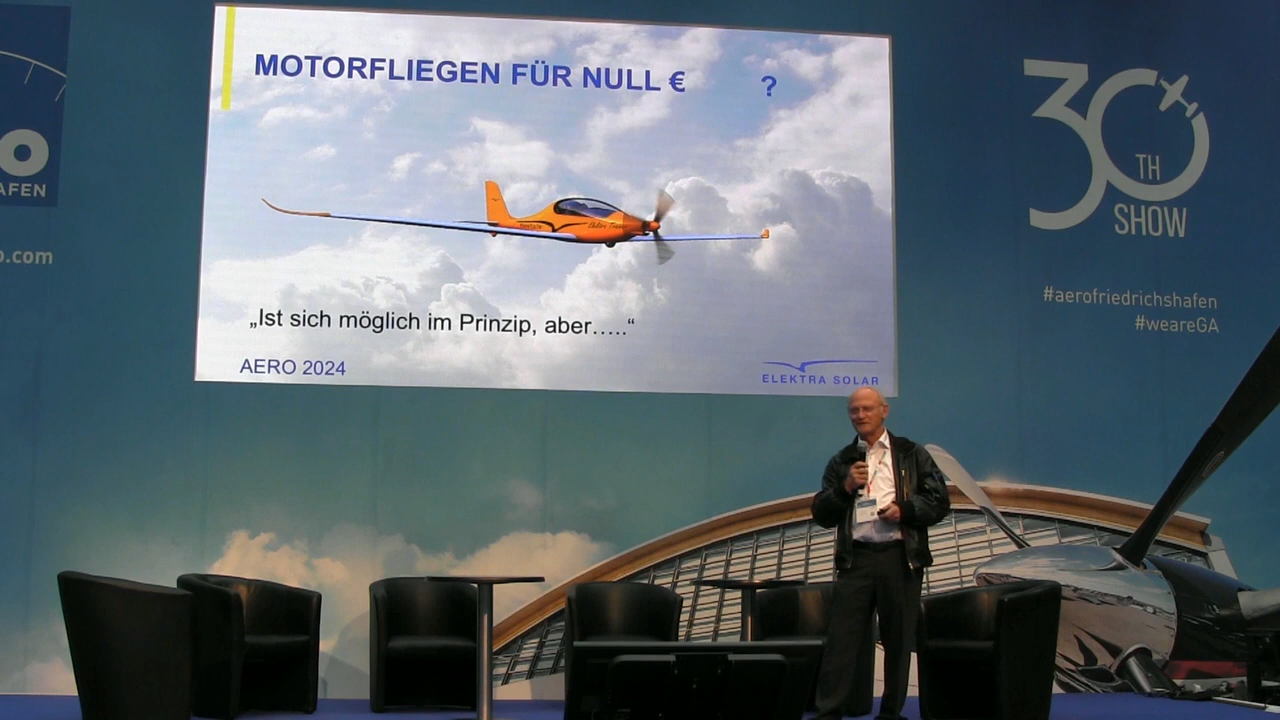 MOTORFLIEGEN FÜR NULL € ?
„Ist sich möglich im Prinzip, aber....."
AERO 2024
ELEKTRA SOLAR
30
TH
SHOW
#aerofriedrichshafen
#weareGA
O
AFEN
o.com